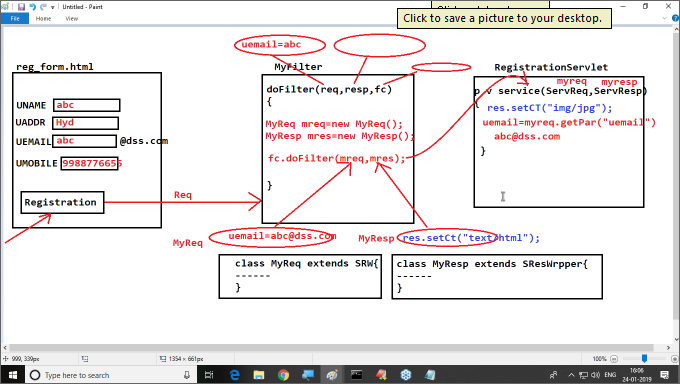 Untitled - Paint
Click to save a picture to your desktop.
File
Home
View
uemail=abc
reg_form.html
MyFilter
RegistrationServlet
doFilter(req,resp,fc)
{
MyReq mreq=new MyReq();
MyResp mres=new MyResp();
fc.doFilter(mreq,mres);
}
myreq myresp
p v service(ServReq,ServResp)
{ res.setCT("img/jpg");
uemail=myreq.getPar("uemail")
abc@dss.com
}
UNAME abc
UADDR Hyd
UEMAIL abc @dss.com
UMOBILE 9988776655
Registration
Req
MyReq
uemail=abc@dss.com
MyResp
res.setCt("text/html");
class MyReq extends SRW{
------
}
class MyResp extends SResWrpper{
------
}
999, 339px
1354 × 661px
100%
Type here to search
ENG
16:06
24-01-2019